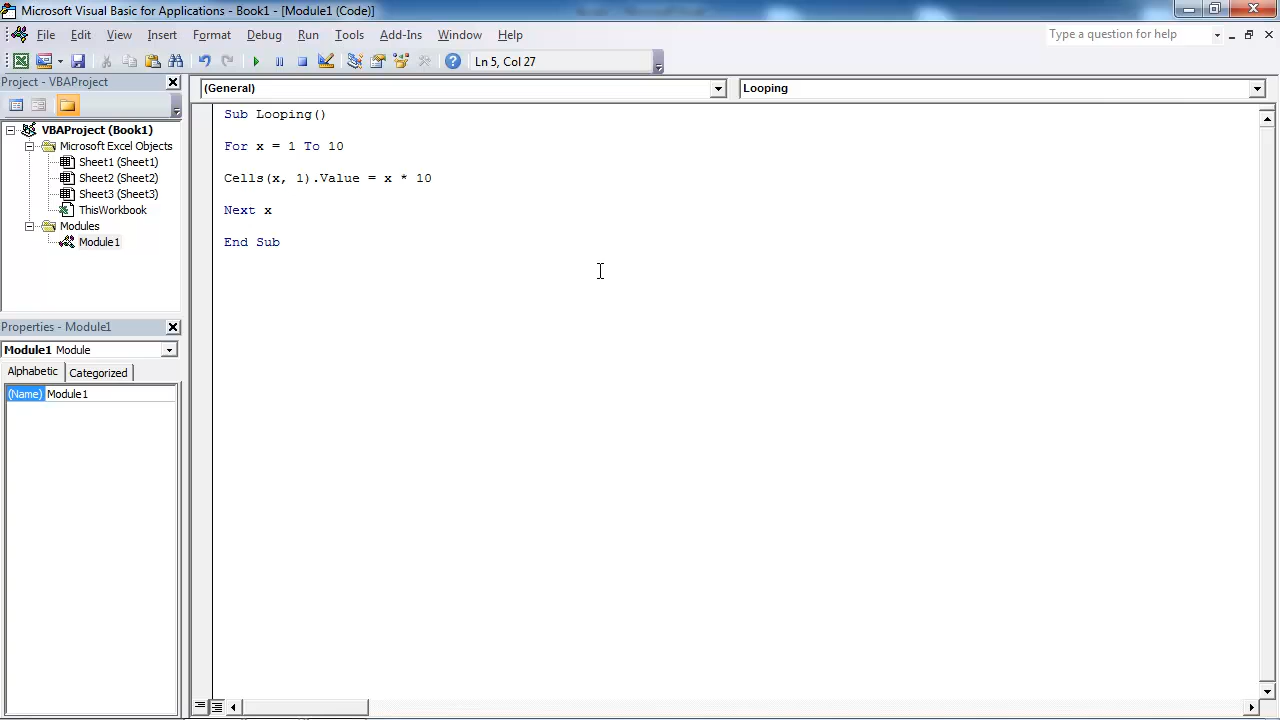 Microsoft Visual Basic for Applications - Book1 - [Module1 (Code)]
File Edit View Insert Format Debug Run Tools Add-Ins Window Help
Type a question for help
Ln 5, Col 27
Project - VBAProject
(General)
Looping
VBAProject (Book1)
Microsoft Excel Objects
Sheet1 (Sheet1)
Sheet2 (Sheet2)
Sheet3 (Sheet3)
ThisWorkbook
Modules
Module1
Properties - Module1
Module1 Module
Alphabetic Categorized
(Name) Module1
Sub Looping()
For x = 1 To 10
Cells(x, 1).Value = x * 10
Next x
End Sub